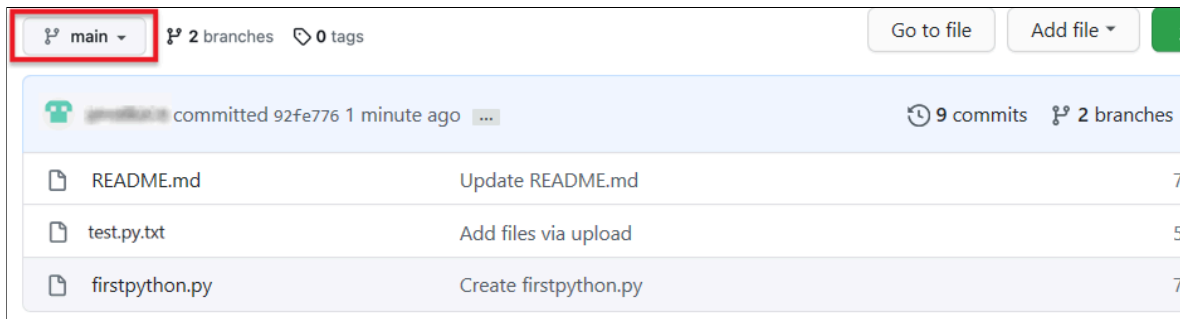 main 2 branches 0 tags Go to file Add file
committed 92fe776 1 minute ago ... 9 commits 2 branches
README.md Update README.md
test.py.txt Add files via upload
firstpython.py Create firstpython.py